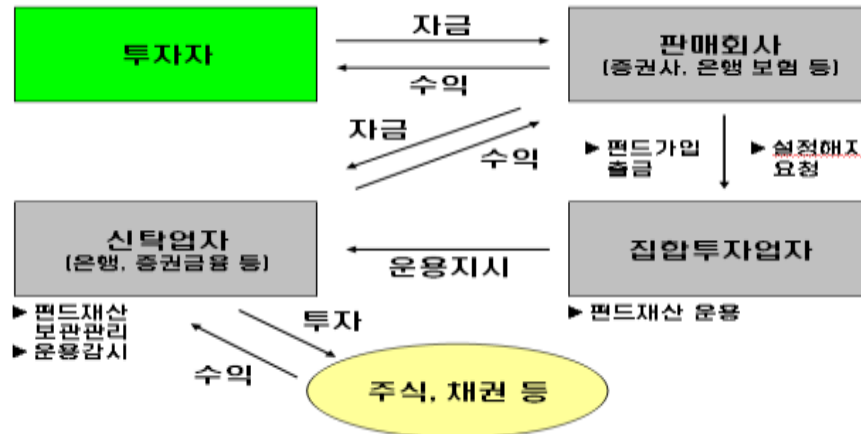 투자자
자금
수익
판매회사
(증권사, 은행 보험 등)
자금
수익
▶ 펀드가입
출금
▶ 설정해지
요청
신탁업자
(은행, 증권금융 등)
운용지시
집합투자업자
▶ 펀드재산
보관관리
▶ 운용감시
투자
수익
▶ 펀드재산 운용
주식, 채권 등